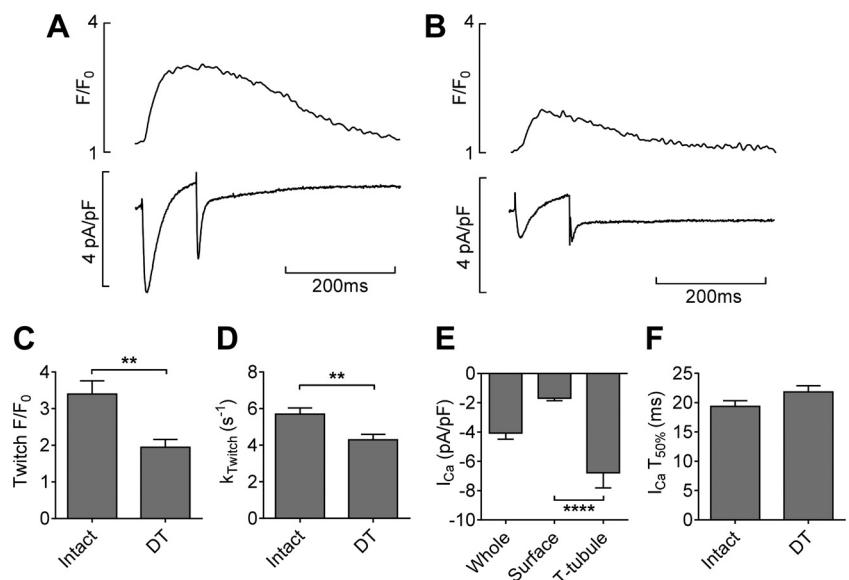 A
B
4
F/F0
1
4
F/F0
1
4 pA/pF
200ms
4 pA/pF
200ms
C
Twitch F/F0
4
3
2
1
0
**
Intact
DT
D
kTwitch (s-1)
8
6
4
2
0
**
Intact
DT
E
ICa (pA/pF)
0
-2
-4
-6
-8
-10
****
Whole
Surface
T-tubule
F
ICa T50% (ms)
25
20
15
10
5
0
Intact
DT